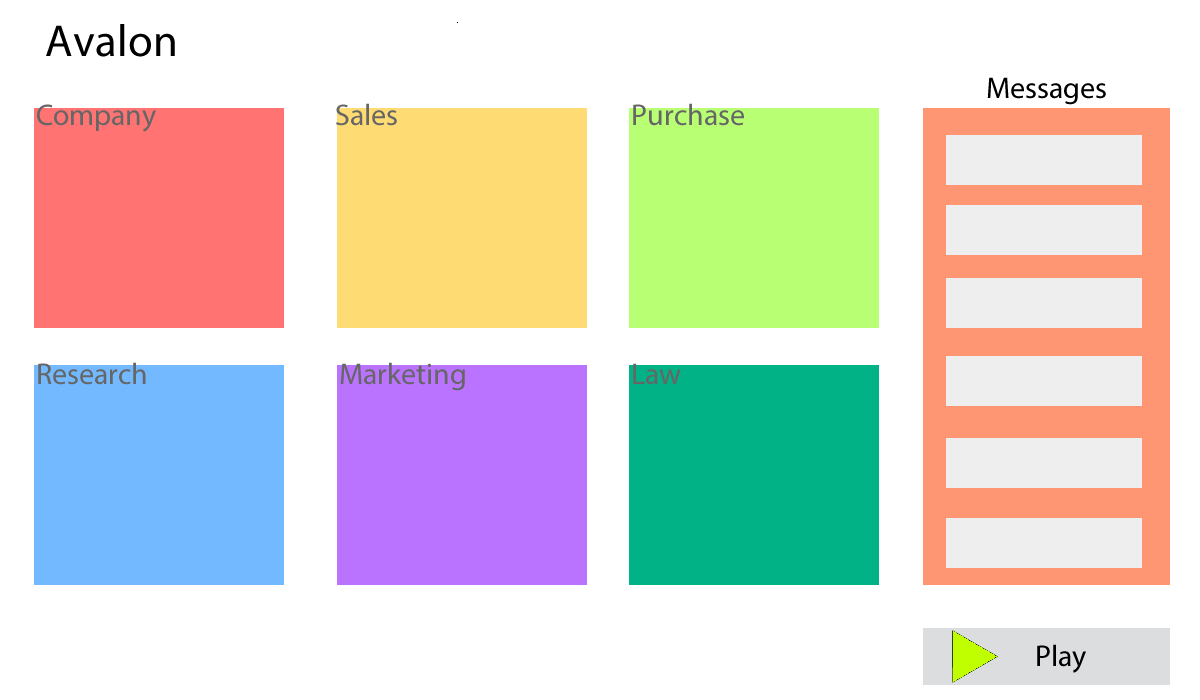 Avalon
Messages
Company
Sales
Purchase
Research
Marketing
Law
Play